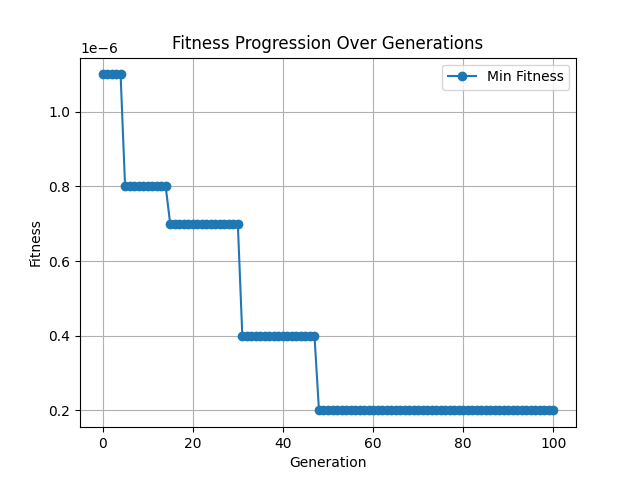 Fitness Progression Over Generations
1e−6
Min Fitness
1.0
0.8
0.6
0.4
0.2
Fitness
0 20 40 60 80 100
Generation